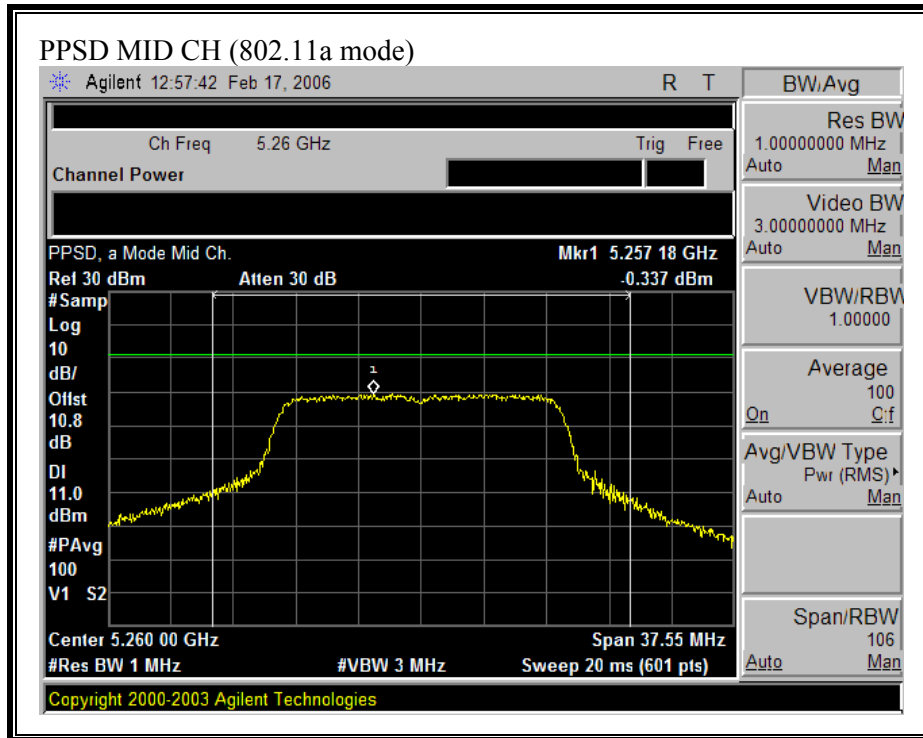 PPSD MID CH (802.11a mode)
Agilent 12:57:42 Feb 17, 2006 R T
BW/Avg
Ch Freq 5.26 GHz Trig Free
Channel Power
Res BW
1.00000000 MHz
Auto Man
Video BW
3.00000000 MHz
Auto Man
PPSD, a Mode Mid Ch. Mkr1 5.257 18 GHz
Ref 30 dBm Atten 30 dB -0.337 dBm
#Samp
Log
10
dB/
Offst
10.8
dB
DI
11.0
dBm
#PAvg
100
V1 S2
1
VBW/RBW
1.00000
Average
100
On Off
Avg/VBW Type
Pwr (RMS)
Auto Man
Span/RBW
106
Auto Man
Center 5.260 00 GHz Span 37.55 MHz
#Res BW 1 MHz #VBW 3 MHz Sweep 20 ms (601 pts)
Copyright 2000-2003 Agilent Technologies